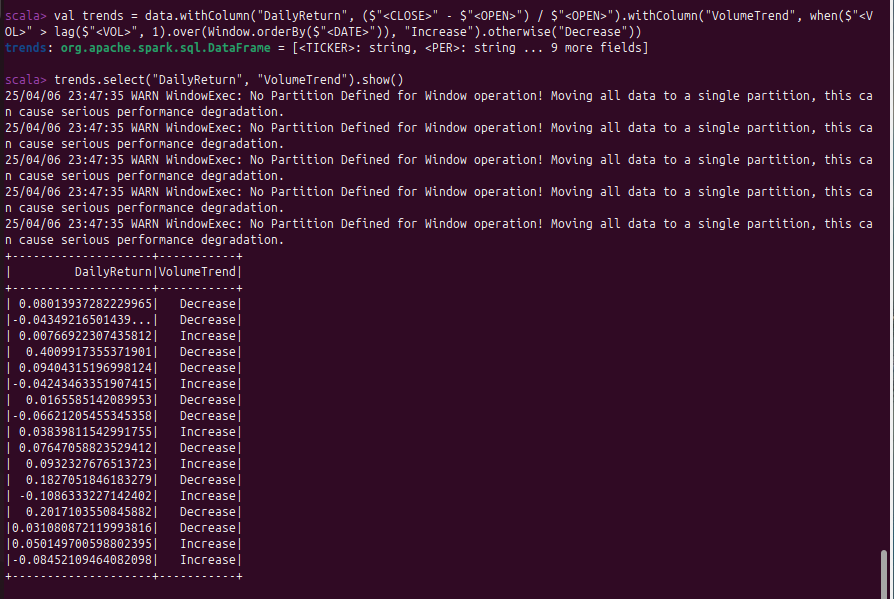 scala> val trends = data.withColumn("DailyReturn", ($"<CLOSE>" - $"<OPEN>") / $"<OPEN>").withColumn("VolumeTrend", when($"<V
OL>" > lag($"<VOL>", 1).over(Window.orderBy($"<DATE>")), "Increase").otherwise("Decrease"))
trends: org.apache.spark.sql.DataFrame = [<TICKER>: string, <PER>: string ... 9 more fields]

scala> trends.select("DailyReturn", "VolumeTrend").show()
25/04/06 23:47:35 WARN WindowExec: No Partition Defined for Window operation! Moving all data to a single partition, this ca
n cause serious performance degradation.
25/04/06 23:47:35 WARN WindowExec: No Partition Defined for Window operation! Moving all data to a single partition, this ca
n cause serious performance degradation.
25/04/06 23:47:35 WARN WindowExec: No Partition Defined for Window operation! Moving all data to a single partition, this ca
n cause serious performance degradation.
25/04/06 23:47:35 WARN WindowExec: No Partition Defined for Window operation! Moving all data to a single partition, this ca
n cause serious performance degradation.
25/04/06 23:47:35 WARN WindowExec: No Partition Defined for Window operation! Moving all data to a single partition, this ca
n cause serious performance degradation.
+--------------------+-----------+
|         DailyReturn|VolumeTrend|
+--------------------+-----------+
| 0.08013937282229965|   Decrease|
|-0.04349216501439...|   Decrease|
| 0.00766922307435812|   Increase|
|  0.4009917355371901|   Decrease|
| 0.09404315196998124|   Decrease|
|-0.04243463351907415|   Increase|
|  0.0165585142089953|   Decrease|
|-0.06621205455345358|   Decrease|
| 0.03839811542991755|   Increase|
| 0.07647058823529412|   Decrease|
|  0.0932327676513723|   Increase|
|  0.1827051846183279|   Decrease|
| -0.1086333227142402|   Increase|
|  0.2017103550845882|   Decrease|
|0.031080872119993816|   Decrease|
|0.050149700598802395|   Increase|
|-0.08452109464082098|   Increase|
+--------------------+-----------+